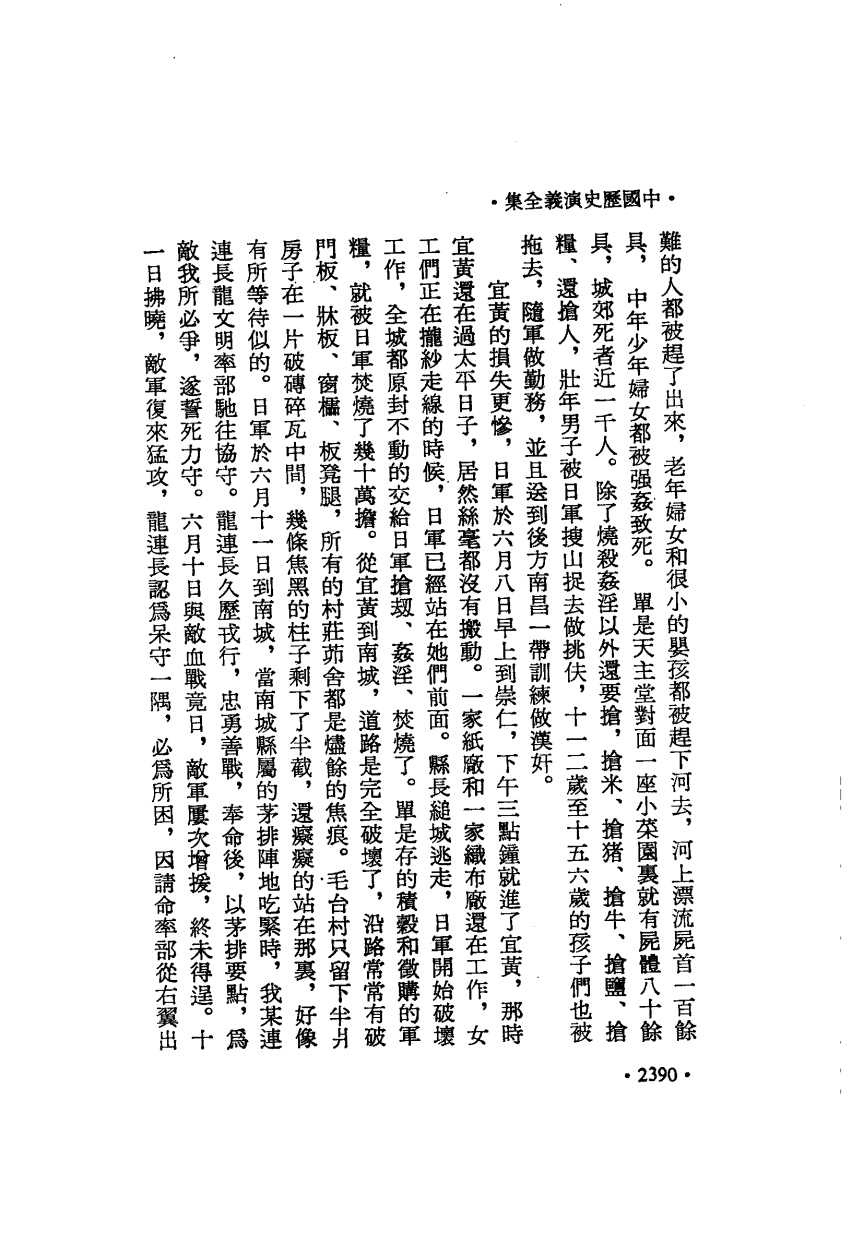 ·中國歷史演義全集·
難的人都被趕了出來，老年婦女和很小的嬰孩都被趕下河去，河上漂流屍首一百餘
具，中年少年婦女都被强姦致死。單是天主堂對面一座小菜園裏就有屍體八十餘
具，城郊死者近一千人。除了燒殺姦淫以外還要搶，搶米、搶猪、搶牛、搶鹽、搶
糧、還搶人，壯年男子被日軍搜山捉去做挑伕，十一二歲至十五六歲的孩子們也被
拖去，隨軍做勤務，並且送到後方南昌一帶訓練做漢奸。
宜黃的損失更慘，日軍於六月八日早上到崇仁，下午三點鐘就進了宜黃，那時
宜黃還在過太平日子，居然絲毫都沒有搬動。一家紙廠和一家織布廠還在工作，女
工們正在攏紗走線的時候，日軍已經站在她們前面。縣長縋城逃走，日軍開始破壞
工作，全城都原封不動的交給日軍搶刼、姦淫、焚燒了。單是存的積穀和徵購的軍
糧，就被日軍焚燒了幾十萬擔。從宜黃到南城，道路是完全破壞了，沿路常常有破
門板、牀板、窗櫺、板凳腿，所有的村莊茆舍都是燼餘的焦痕。毛台村只留下半爿
房子在一片破磚碎瓦中間，幾條焦黑的柱子剩下了半截，還癡癡的站在那裏，好像
有所等待似的。日軍於六月十一日到南城，當南城縣屬的茅排陣地吃緊時，我某連
連長龍文明率部馳往協守。龍連長久歷戎行，忠勇善戰，奉命後，以茅排要點，爲
敵我所必爭，遂誓死力守。六月十日與敵血戰竟日，敵軍屢次增援，終未得逞。十
一日拂曉，敵軍復來猛攻，龍連長認爲呆守一隅，必爲所困，因請命率部從右翼出
·2390·